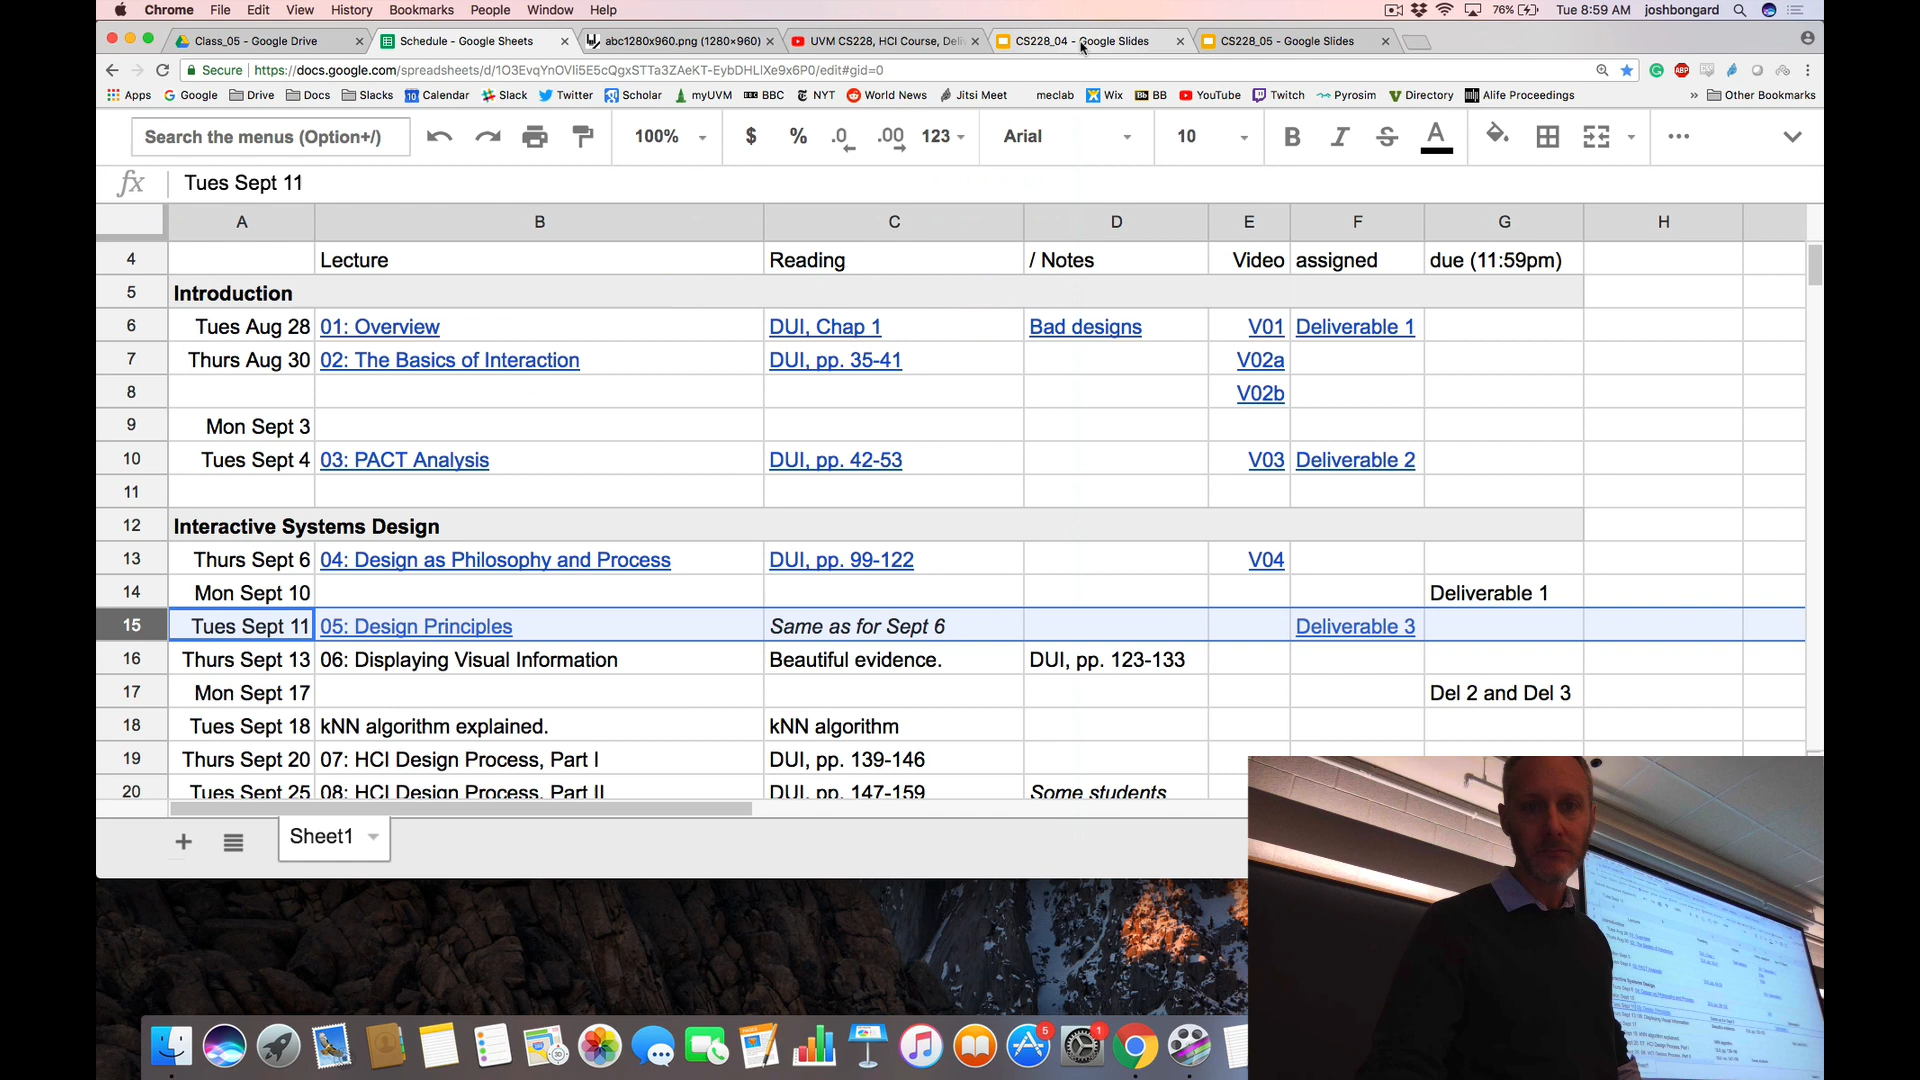 Chrome File Edit View History Bookmarks People Window Help 76% Tue 8:59 AM joshbongard
Class_05 - Google Drive Schedule - Google Sheets abc1280x960.png (1280×960) UVM CS228, HCI Course, Deli CS228_04 - Google Slides CS228_05 - Google Slides
Secure https://docs.google.com/spreadsheets/d/1O3EvqYnOVIi5E5cQgxSTTa3ZAeKT-EybDHLIXe9x6P0/edit#gid=0
Apps Google Drive Docs Slacks Calendar Slack Twitter Scholar myUVM BBC NYT World News Jitsi Meet meclab Wix BB YouTube Twitch Pyrosim Directory Alife Proceedings » Other Bookmarks
Search the menus (Option+/) 100% $ % .0 .00 123 Arial 10 B I S A
fx Tues Sept 11
A B C D E F G H
4 Lecture Reading / Notes Video assigned due (11:59pm)
5 Introduction
6 Tues Aug 28 01: Overview DUI, Chap 1 Bad designs V01 Deliverable 1
7 Thurs Aug 30 02: The Basics of Interaction DUI, pp. 35-41 V02a
8 V02b
9 Mon Sept 3
10 Tues Sept 4 03: PACT Analysis DUI, pp. 42-53 V03 Deliverable 2
11
12 Interactive Systems Design
13 Thurs Sept 6 04: Design as Philosophy and Process DUI, pp. 99-122 V04
14 Mon Sept 10 Deliverable 1
15 Tues Sept 11 05: Design Principles Same as for Sept 6 Deliverable 3
16 Thurs Sept 13 06: Displaying Visual Information Beautiful evidence. DUI, pp. 123-133
17 Mon Sept 17 Del 2 and Del 3
18 Tues Sept 18 kNN algorithm explained. kNN algorithm
19 Thurs Sept 20 07: HCI Design Process, Part I DUI, pp. 139-146
20 Tues Sept 25 08: HCI Design Process, Part II DUI, pp. 147-159 Some students
+ Sheet1
5 1